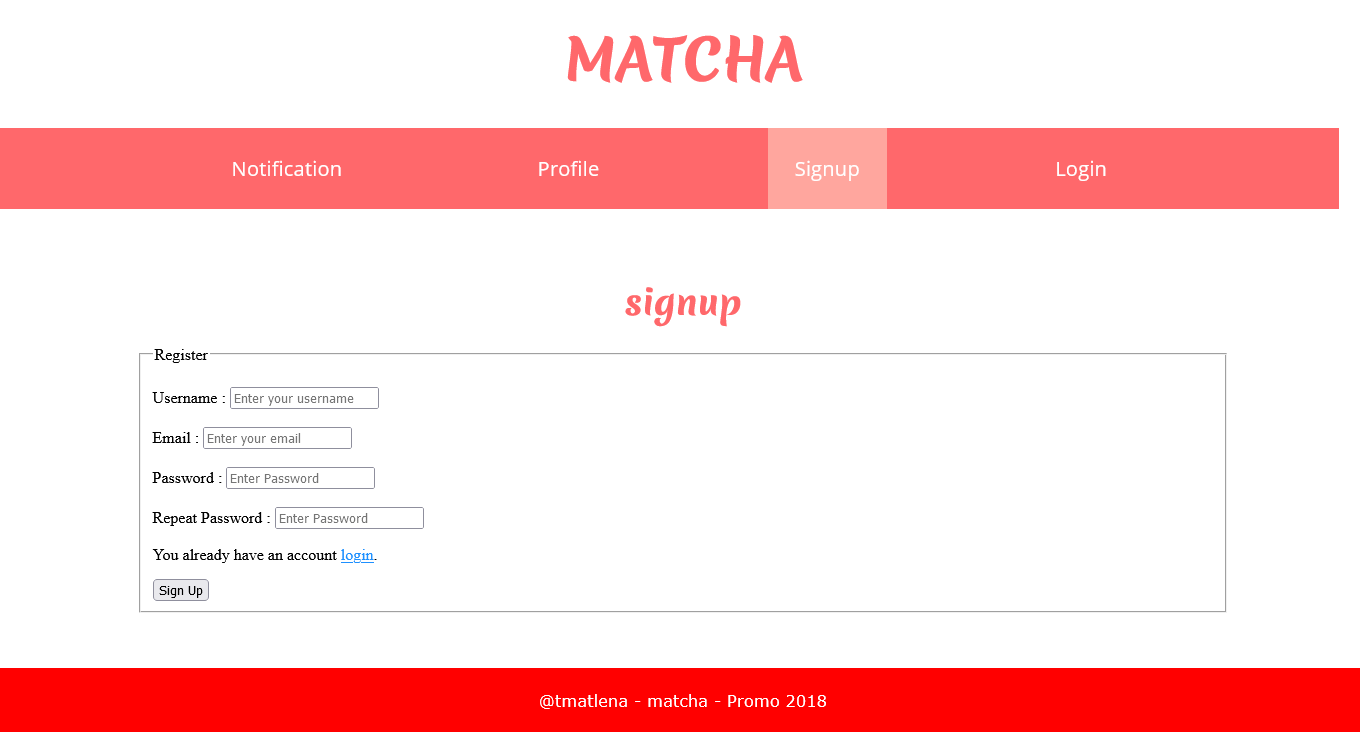 MATCHA
Notification Profile Signup Login
signup
Register
Username : Enter your username
Email : Enter your email
Password : Enter Password
Repeat Password : Enter Password
You already have an account login.
Sign Up
@tmatlena - matcha - Promo 2018